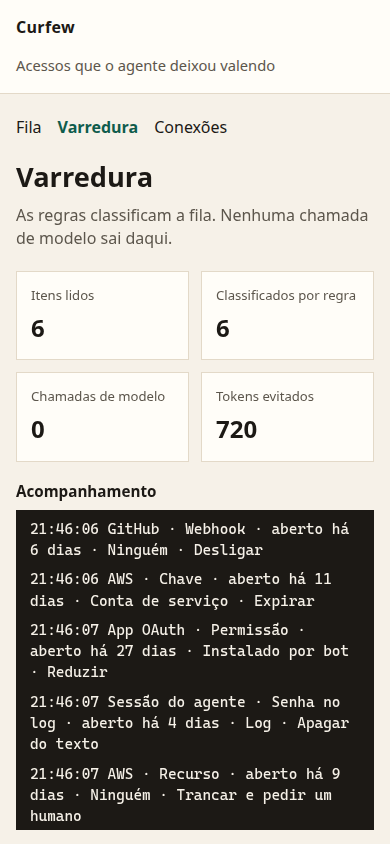 Curfew
Acessos que o agente deixou valendo
Fila Varredura Conexões
Varredura
As regras classificam a fila. Nenhuma chamada
de modelo sai daqui.
Itens lidos
6
Classificados por regra
6
Chamadas de modelo
0
Tokens evitados
720
Acompanhamento
21:46:06 GitHub · Webhook · aberto há
6 dias · Ninguém · Desligar
21:46:06 AWS · Chave · aberto há 11
dias · Conta de serviço · Expirar
21:46:07 App OAuth · Permissão ·
aberto há 27 dias · Instalado por bot
· Reduzir
21:46:07 Sessão do agente · Senha no
log · aberto há 4 dias · Log · Apagar
do texto
21:46:07 AWS · Recurso · aberto há 9
dias · Ninguém · Trancar e pedir um
humano